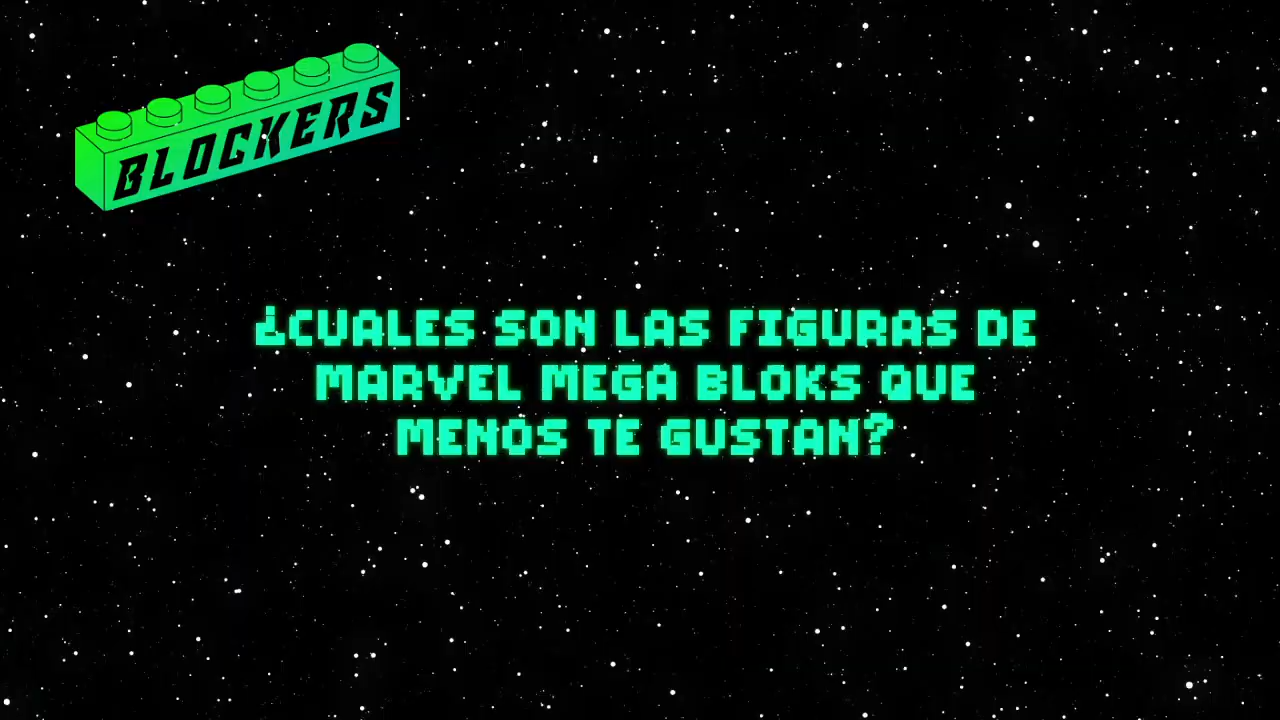 BLOCKERS
¿CUALES SON LAS FIGURAS DE
MARVEL MEGA BLOKS QUE
MENOS TE GUSTAN?